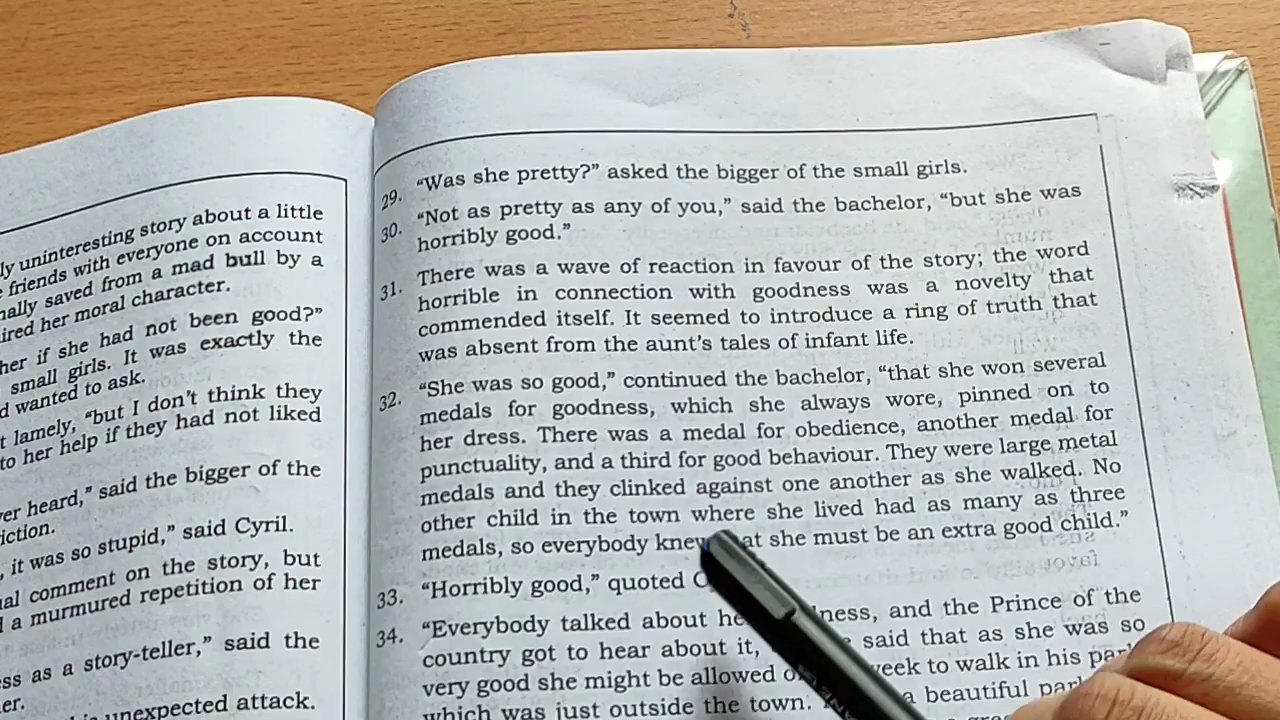 ly uninteresting story about a little
friends with everyone on account
nally saved from a mad bull by a
ired her moral character.
her if she had not been good?”
small girls. It was exactly the
d wanted to ask.
t lamely, “but I don’t think they
to her help if they had not liked
ver heard,” said the bigger of the
iction.
it was so stupid,” said Cyril.
al comment on the story, but
a murmured repetition of her
ss as a story-teller,” said the
er.
unexpected attack.
29. “Was she pretty?” asked the bigger of the small girls.
30. “Not as pretty as any of you,” said the bachelor, “but she was
horribly good.”
31. There was a wave of reaction in favour of the story; the word
horrible in connection with goodness was a novelty that
commended itself. It seemed to introduce a ring of truth that
was absent from the aunt’s tales of infant life.
32. “She was so good,” continued the bachelor, “that she won several
medals for goodness, which she always wore, pinned on to
her dress. There was a medal for obedience, another medal for
punctuality, and a third for good behaviour. They were large metal
medals and they clinked against one another as she walked. No
other child in the town where she lived had as many as three
medals, so everybody knew at she must be an extra good child.”
33. “Horribly good,” quoted C
34. “Everybody talked about he ness, and the Prince of the
country got to hear about it, said that as she was so
very good she might be allowed o week to walk in his par
which was just outside the town. a beautiful par